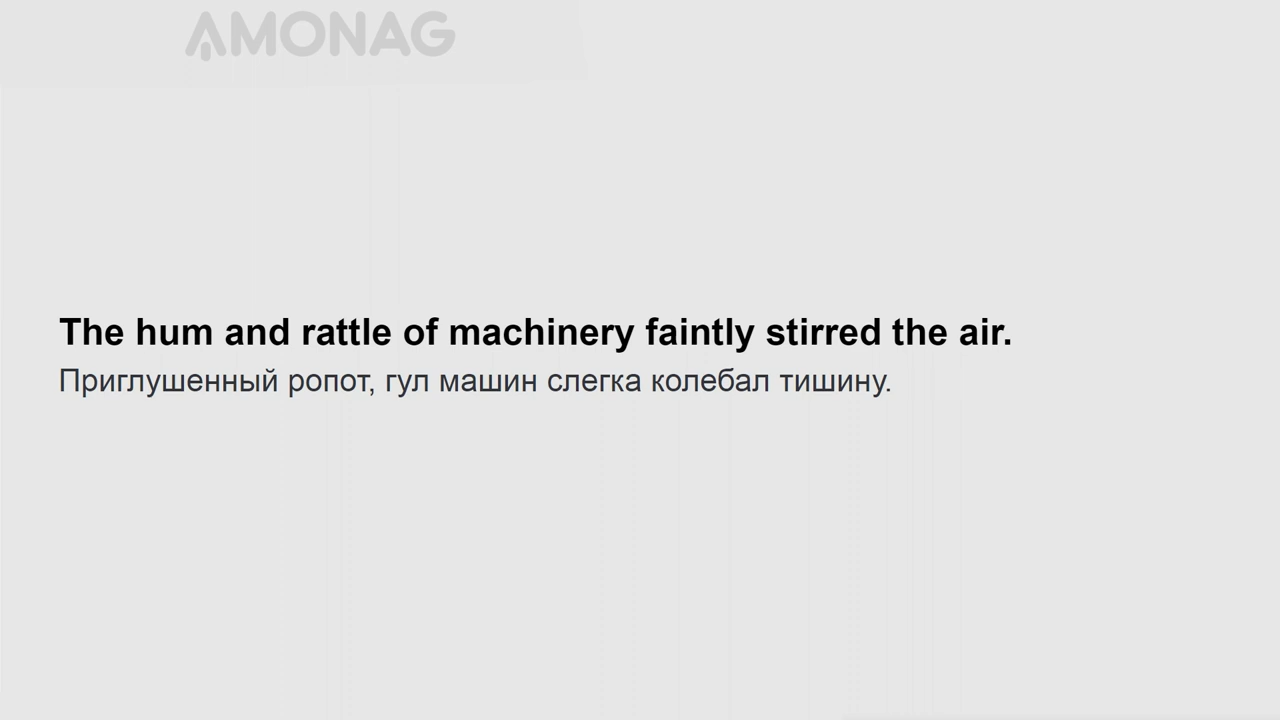 AMONAG
The hum and rattle of machinery faintly stirred the air.
Приглушенный ропот, гул машин слегка колебал тишину.